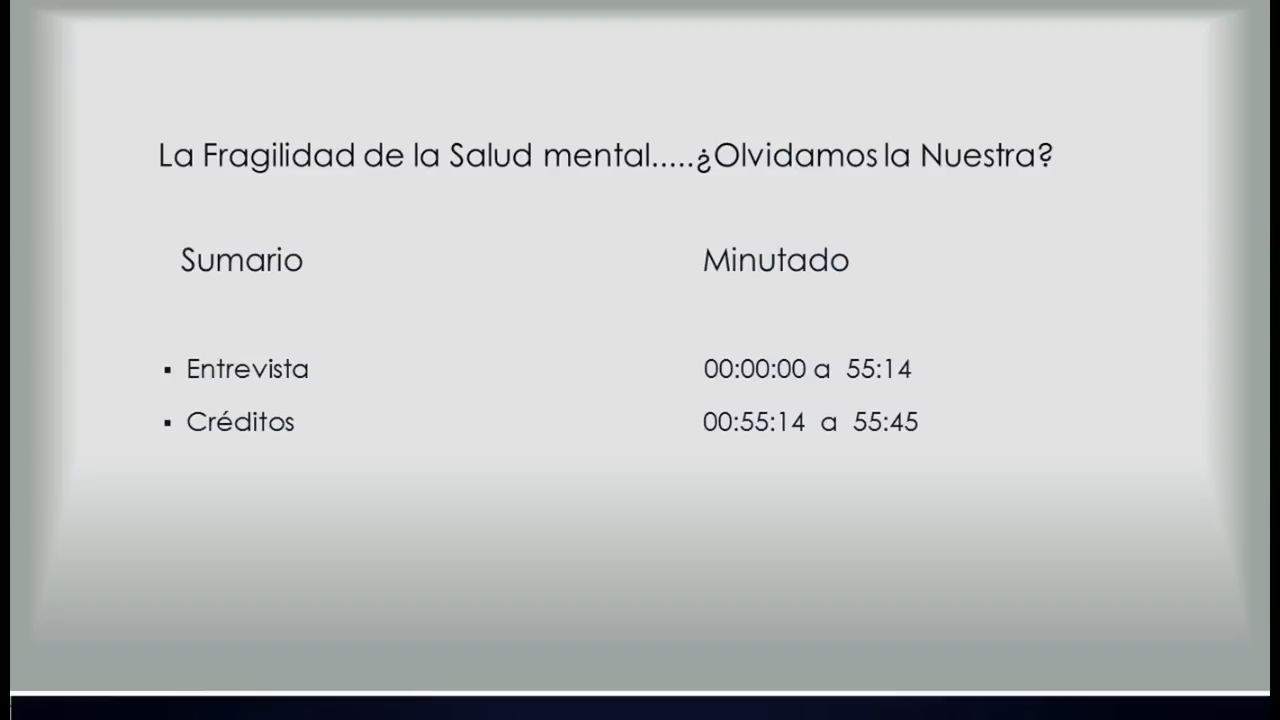 La Fragilidad de la Salud mental.....¿Olvidamos la Nuestra?
Sumario Minutado
▪ Entrevista 00:00:00 a 55:14
▪ Créditos 00:55:14 a 55:45